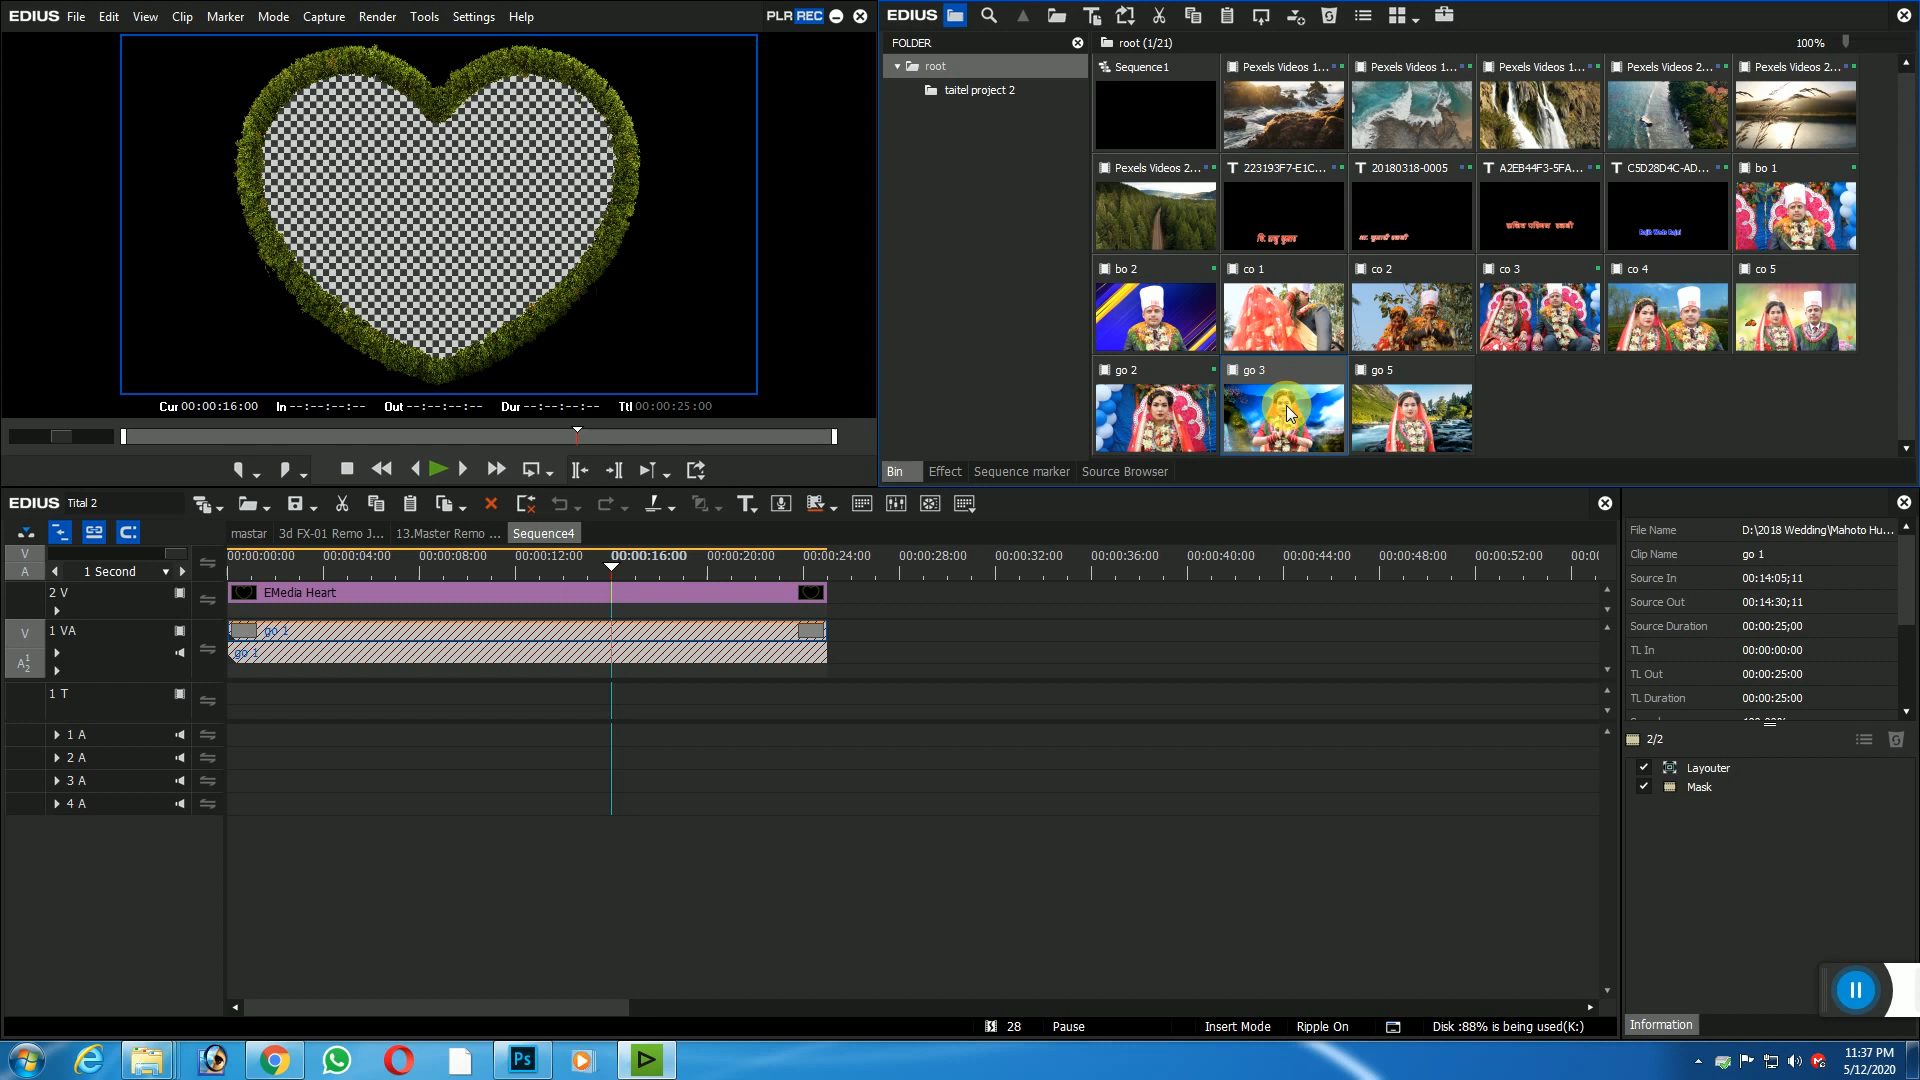 EDIUS File Edit View Clip Marker Mode Capture Render Tools Settings Help PLR REC
EDIUS
FOLDER
root (1/21)
100%
root
taitel project 2
Sequence1
Pexels Videos 1...
Pexels Videos 1...
Pexels Videos 1...
Pexels Videos 2...
Pexels Videos 2...
Pexels Videos 2...
223193F7-E1C...
20180318-0005
A2EB44F3-5FA...
C5D28D4C-AD...
bo 1
bo 2
co 1
co 2
co 3
co 4
co 5
go 2
go 3
go 5
Cur 00:00:16:00 In --:--:--:-- Out --:--:--:-- Dur --:--:--:-- Ttl 00:00:25:00
Bin Effect Sequence marker Source Browser
EDIUS Tital 2
mastar 3d FX-01 Remo J... 13.Master Remo ... Sequence4
V
A
1 Second
00:00:00:00 00:00:04:00 00:00:08:00 00:00:12:00 00:00:16:00 00:00:20:00 00:00:24:00 00:00:28:00 00:00:32:00 00:00:36:00 00:00:40:00 00:00:44:00 00:00:48:00 00:00:52:00
2 V
EMedia Heart
V
1 VA
go 1
go 1
A 1 2
1 T
1 A
2 A
3 A
4 A
File Name D:\2018 Wedding\Mahoto Hu...
Clip Name go 1
Source In 00:14:05;11
Source Out 00:14:30;11
Source Duration 00:00:25;00
TL In 00:00:00:00
TL Out 00:00:25:00
TL Duration 00:00:25:00
2/2
Layouter
Mask
Information
28 Pause Insert Mode Ripple On Disk :88% is being used(K:)
Ps
11:37 PM
5/12/2020